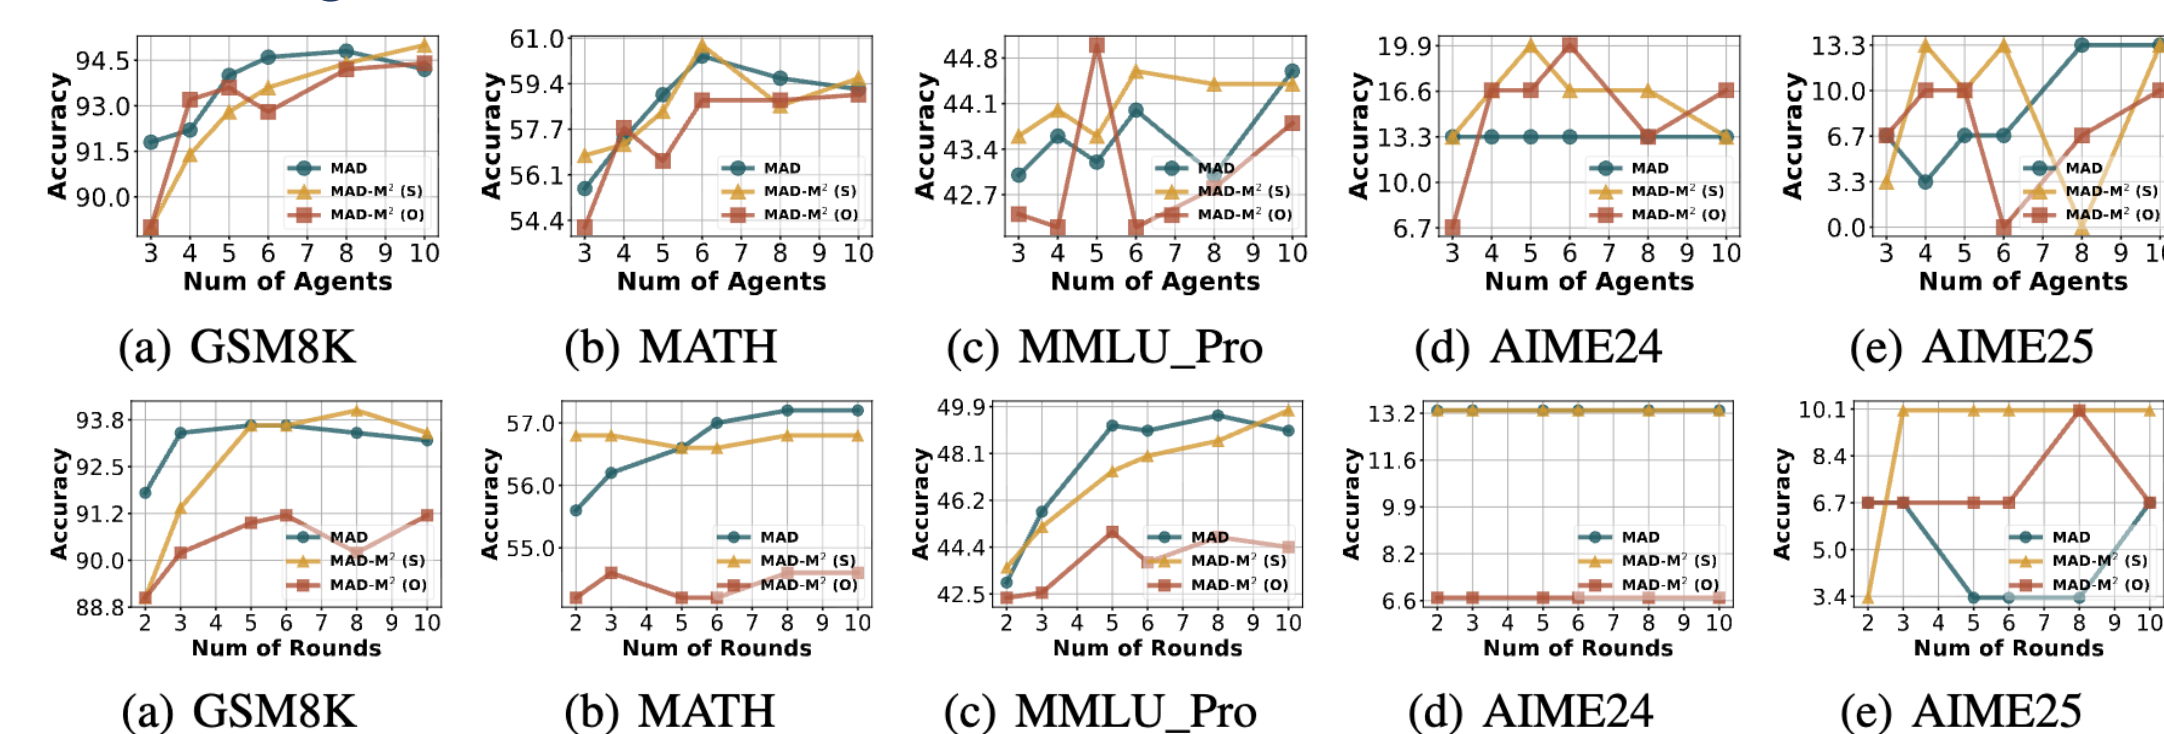 94.5
93.0
91.5
90.0
Accuracy
MAD
MAD-M² (S)
MAD-M² (O)
3 4 5 6 7 8 9 10
Num of Agents
(a) GSM8K
61.0
59.4
57.7
56.1
54.4
Accuracy
MAD
MAD-M² (S)
MAD-M² (O)
3 4 5 6 7 8 9 10
Num of Agents
(b) MATH
44.8
44.1
43.4
42.7
Accuracy
MAD
MAD-M² (S)
MAD-M² (O)
3 4 5 6 7 8 9 10
Num of Agents
(c) MMLU_Pro
19.9
16.6
13.3
10.0
6.7
Accuracy
MAD
MAD-M² (S)
MAD-M² (O)
3 4 5 6 7 8 9 10
Num of Agents
(d) AIME24
13.3
10.0
6.7
3.3
0.0
Accuracy
MAD
MAD-M² (S)
MAD-M² (O)
3 4 5 6 7 8 9
Num of Agents
(e) AIME25
93.8
92.5
91.2
90.0
88.8
Accuracy
MAD
MAD-M² (S)
MAD-M² (O)
2 3 4 5 6 7 8 9 10
Num of Rounds
(a) GSM8K
57.0
56.0
55.0
Accuracy
MAD
MAD-M² (S)
MAD-M² (O)
2 3 4 5 6 7 8 9 10
Num of Rounds
(b) MATH
49.9
48.1
46.2
44.4
42.5
Accuracy
MAD
MAD-M² (S)
MAD-M² (O)
2 3 4 5 6 7 8 9 10
Num of Rounds
(c) MMLU_Pro
13.2
11.6
9.9
8.2
6.6
Accuracy
MAD
MAD-M² (S)
MAD-M² (O)
2 3 4 5 6 7 8 9 10
Num of Rounds
(d) AIME24
10.1
8.4
6.7
5.0
3.4
Accuracy
MAD
MAD-M² (S)
MAD-M² (O)
2 3 4 5 6 7 8 9 10
Num of Rounds
(e) AIME25